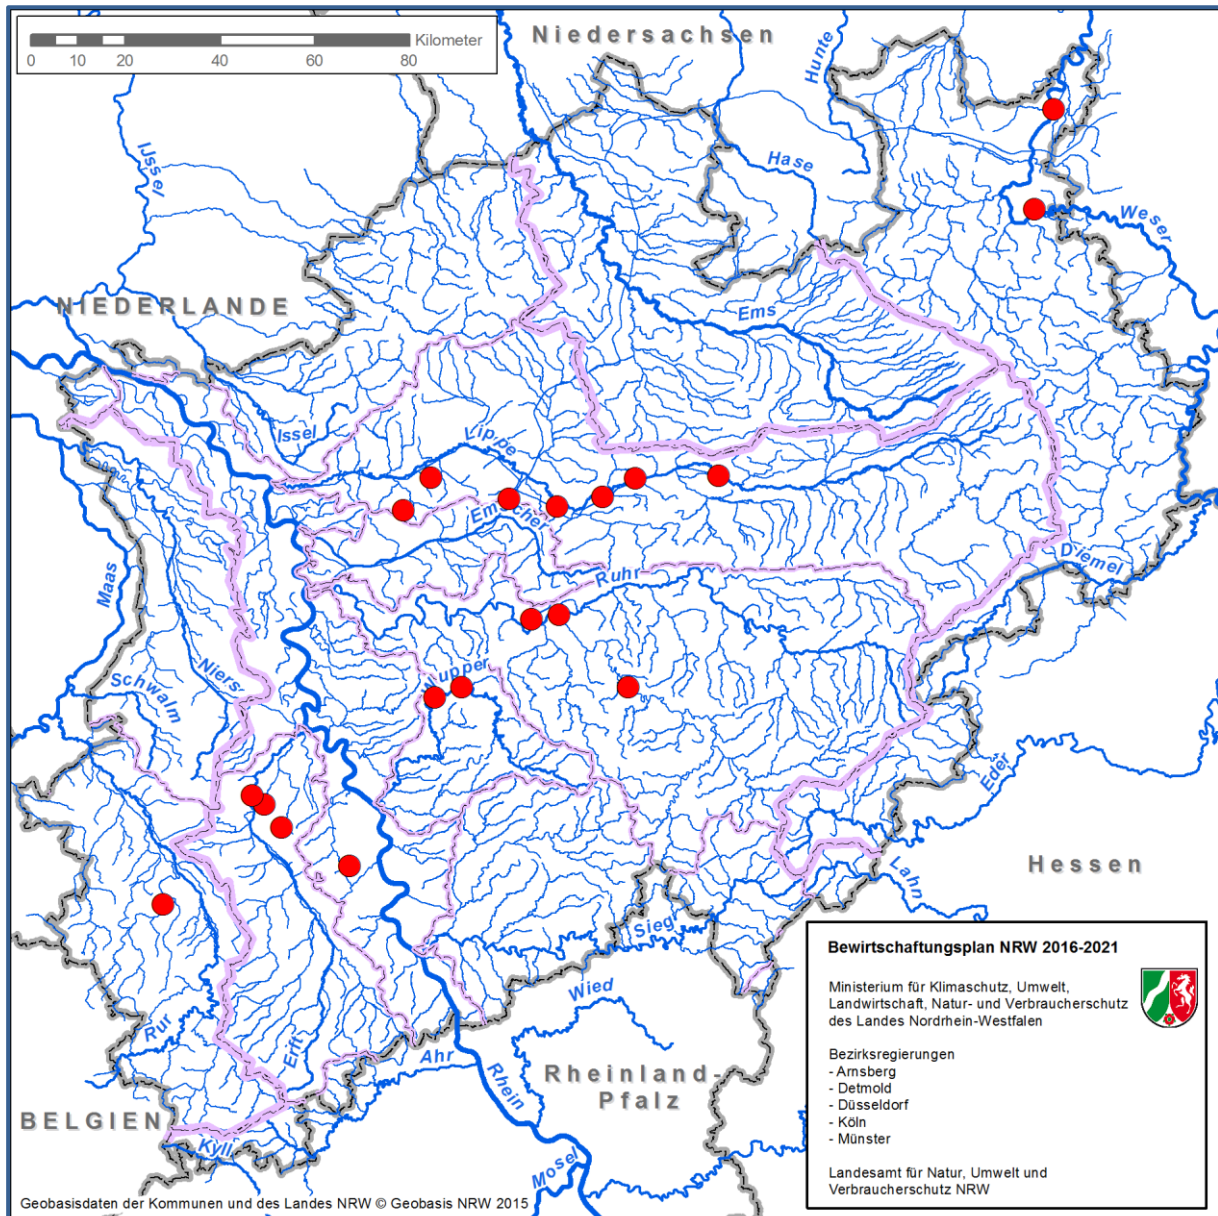 Kilometer
0 10 20 40 60 80
Niedersachsen
Hunte
IJssel
Hase
Weser
NIEDERLANDE
Ems
Issel
Lippe
Emscher
Diemel
Ruhr
Maas
Niers
Schwalm
Wupper
Eder
Lahn
Hessen
Sieg
Wied
Rur
Erft
Ahr
Rhein
Rheinland-
Pfalz
BELGIEN
Kyll
Mosel
Bewirtschaftungsplan NRW 2016-2021
Ministerium für Klimaschutz, Umwelt,
Landwirtschaft, Natur- und Verbraucherschutz
des Landes Nordrhein-Westfalen
Bezirksregierungen
- Arnsberg
- Detmold
- Düsseldorf
- Köln
- Münster
Landesamt für Natur, Umwelt und
Verbraucherschutz NRW
Geobasisdaten der Kommunen und des Landes NRW © Geobasis NRW 2015